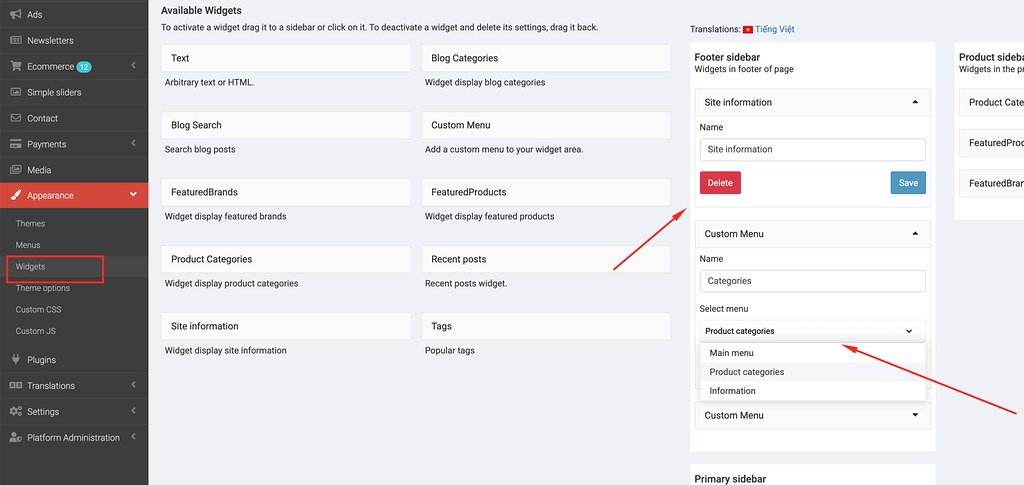 Ads
Newsletters
Ecommerce 12
Simple sliders
Contact
Payments
Media
Appearance
Themes
Menus
Widgets
Theme options
Custom CSS
Custom JS
Plugins
Translations
Settings
Platform Administration
Available Widgets
To activate a widget drag it to a sidebar or click on it. To deactivate a widget and delete its settings, drag it back.
Text
Arbitrary text or HTML.
Blog Categories
Widget display blog categories
Blog Search
Search blog posts
Custom Menu
Add a custom menu to your widget area.
FeaturedBrands
Widget display featured brands
FeaturedProducts
Widget display featured products
Product Categories
Widget display product categories
Recent posts
Recent posts widget.
Site information
Widget display site information
Tags
Popular tags
Translations: Tiếng Việt
Footer sidebar
Widgets in footer of page
Site information
Name
Site information
Delete
Save
Custom Menu
Name
Categories
Select menu
Product categories
Main menu
Product categories
Information
Custom Menu
Primary sidebar
Product sideba
Widgets in the pr
Product Cate
FeaturedProd
FeaturedBran